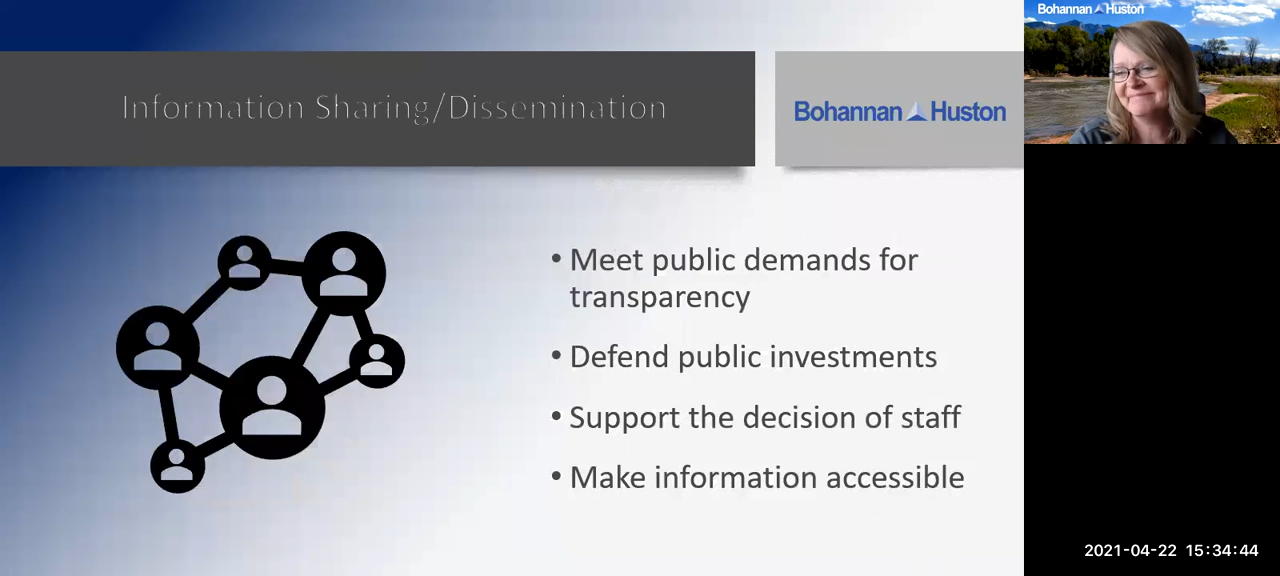 Information Sharing/Dissemination
Bohannan Huston
Bohannan Huston
• Meet public demands for
transparency
• Defend public investments
• Support the decision of staff
• Make information accessible
2021-04-22 15:34:44